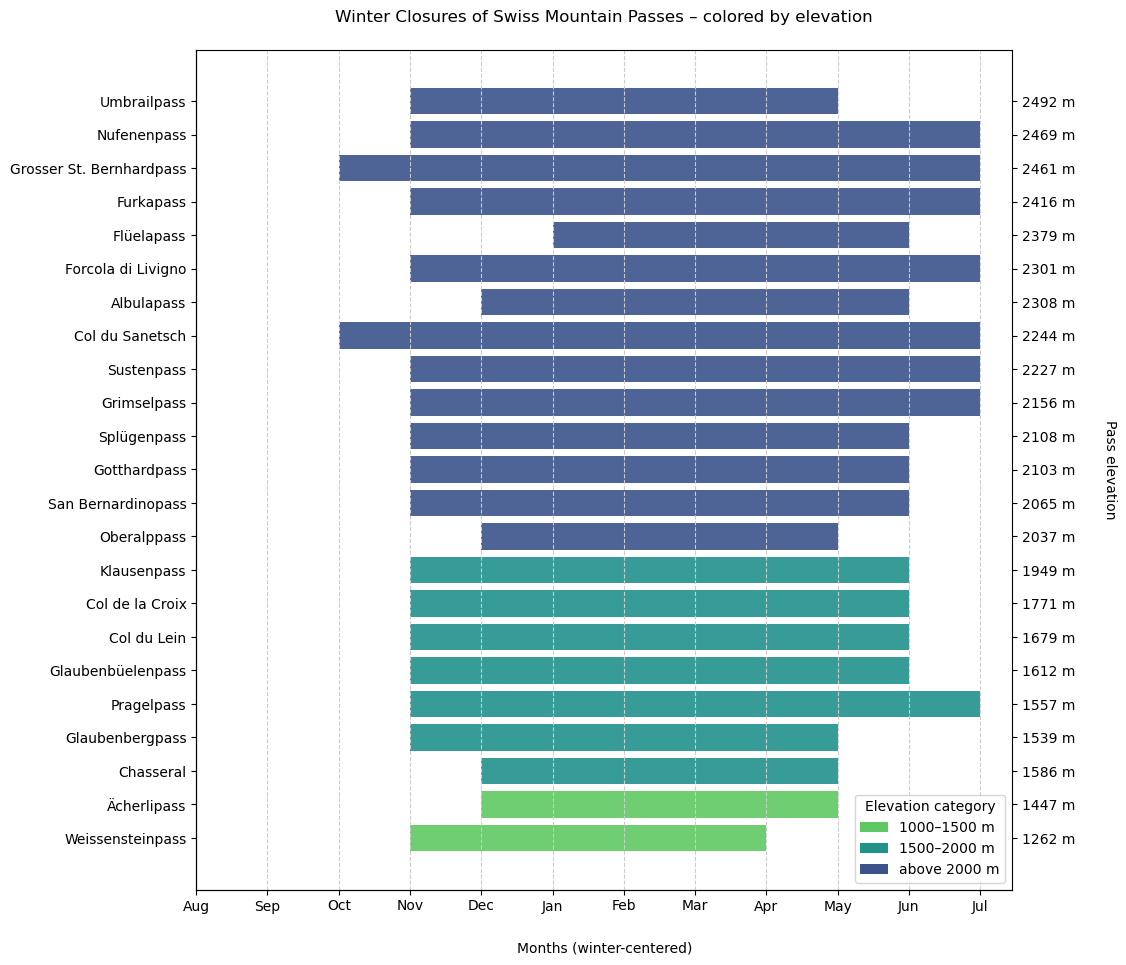 Winter Closures of Swiss Mountain Passes – colored by elevation
Umbrailpass 2492 m
Nufenenpass 2469 m
Grosser St. Bernhardpass 2461 m
Furkapass 2416 m
Flüelapass 2379 m
Forcola di Livigno 2301 m
Albulapass 2308 m
Col du Sanetsch 2244 m
Sustenpass 2227 m
Grimselpass 2156 m
Splügenpass 2108 m
Gotthardpass 2103 m
San Bernardinopass 2065 m
Oberalppass 2037 m
Klausenpass 1949 m
Col de la Croix 1771 m
Col du Lein 1679 m
Glaubenbüelenpass 1612 m
Pragelpass 1557 m
Glaubenbergpass 1539 m
Chasseral 1586 m
Ächerlipass 1447 m
Weissensteinpass 1262 m
Pass elevation
Elevation category
1000–1500 m
1500–2000 m
above 2000 m
Aug Sep Oct Nov Dec Jan Feb Mar Apr May Jun Jul
Months (winter-centered)